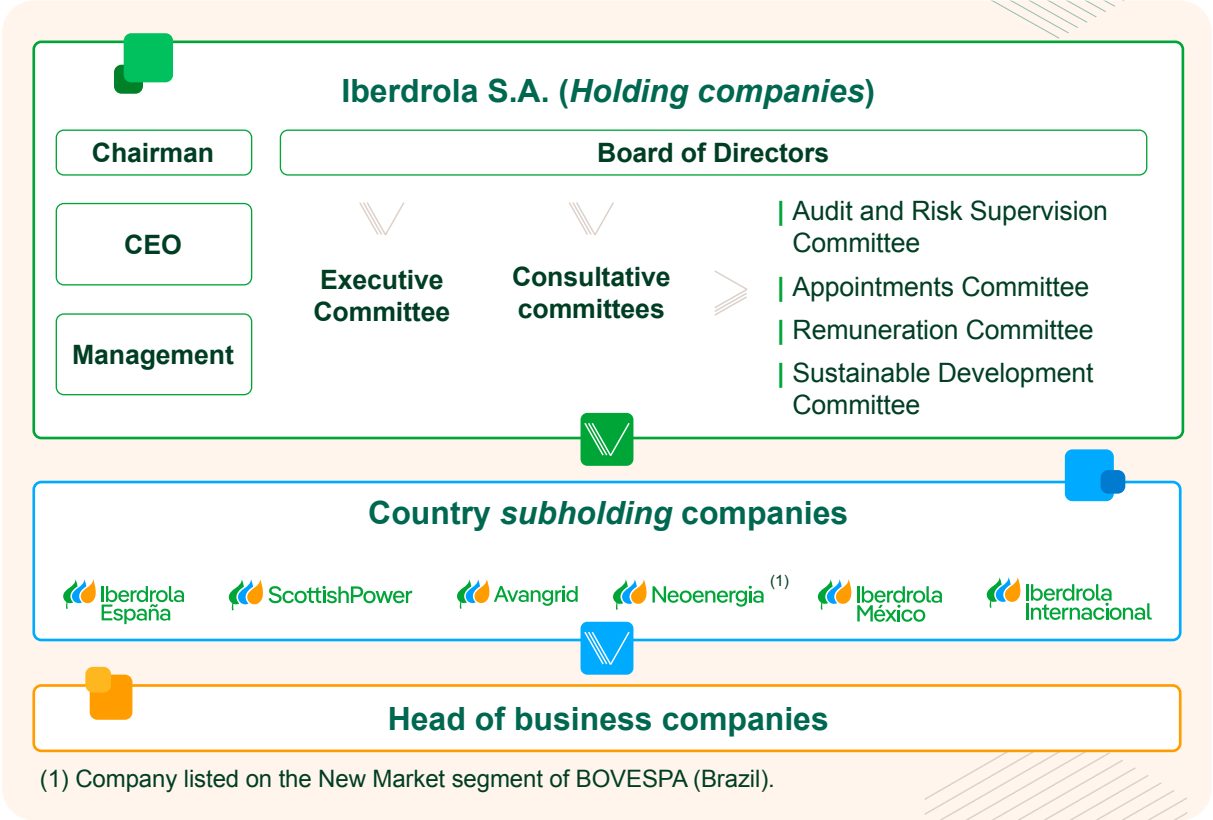 Iberdrola S.A. (Holding companies)
Chairman
Board of Directors
CEO
Management
Executive
Committee
Consultative
committees
| Audit and Risk Supervision
Committee
| Appointments Committee
| Remuneration Committee
| Sustainable Development
Committee
Country subholding companies
Iberdrola
España
ScottishPower
Avangrid
Neoenergia (1)
Iberdrola
México
Iberdrola
Internacional
Head of business companies
(1) Company listed on the New Market segment of BOVESPA (Brazil).